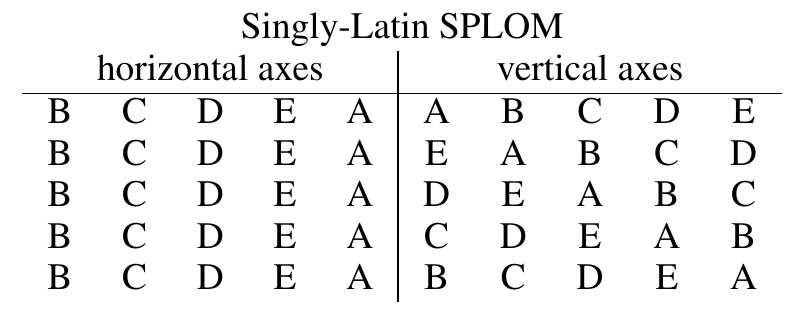 Singly-Latin SPLOM
horizontal axes vertical axes
B C D E A A B C D E
B C D E A E A B C D
B C D E A D E A B C
B C D E A C D E A B
B C D E A B C D E A